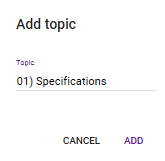 Add topic
Topic
01) Specifications
CANCEL ADD